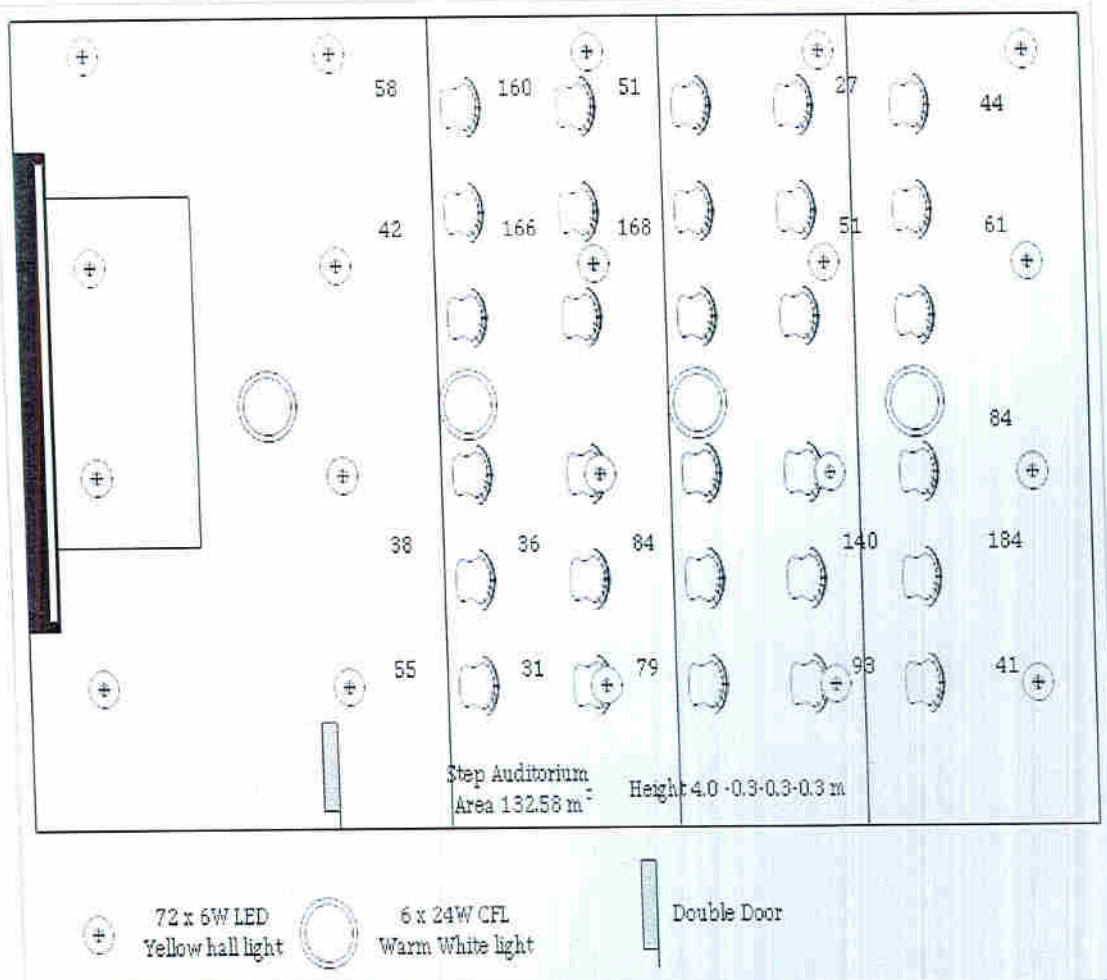 58 160 51 27 44
42 166 168 51 61
84
38 36 84 140 184
55 31 79 93 41
Step Auditorium
Area 132.58 m² Height 4.0 -0.3-0.3-0.3 m
72 x 6W LED
Yellow hall light
6 x 24W CFL
Warm White light
Double Door